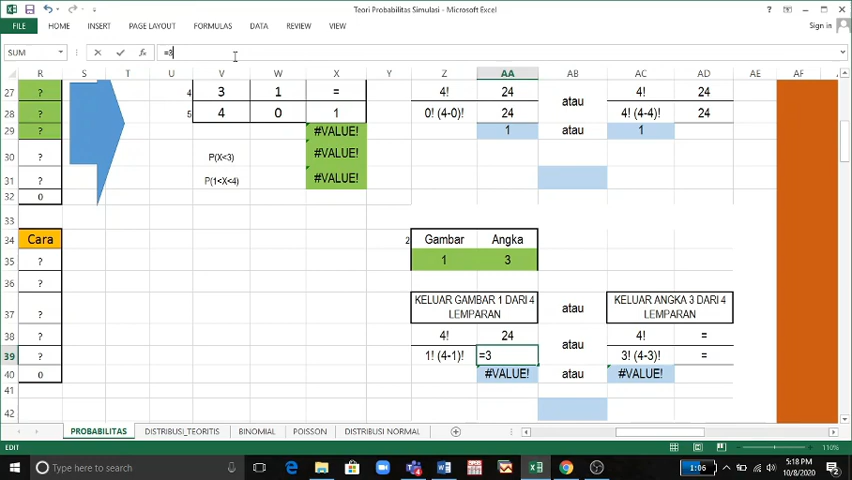 Teori Probabilitas Simulasi - Microsoft Excel
FILE HOME INSERT PAGE LAYOUT FORMULAS DATA REVIEW VIEW Sign in
SUM =3
R S T U V W X Y Z AA AB AC AD AE AF
27 ? 4 3 1 = 4! 24 atau 4! 24
28 ? 5 4 0 1 0! (4-0)! 24 4! (4-4)! 24
29 ? #VALUE! 1 atau 1
30 ? P(X<3) #VALUE!
31 ? P(1<X<4) #VALUE!
32 0
33
34 Cara 2 Gambar Angka
35 ? 1 3
36 ?
37 ? KELUAR GAMBAR 1 DARI 4 LEMPARAN atau KELUAR ANGKA 3 DARI 4 LEMPARAN
38 ? 4! 24 atau 4! =
39 ? 1! (4-1)! =3 3! (4-3)! =
40 0 #VALUE! atau #VALUE!
41
42
PROBABILITAS DISTRIBUSI_TEORITIS BINOMIAL POISSON DISTRIBUSI NORMAL
EDIT 110%
Type here to search 1:06 5:18 PM
10/8/2020